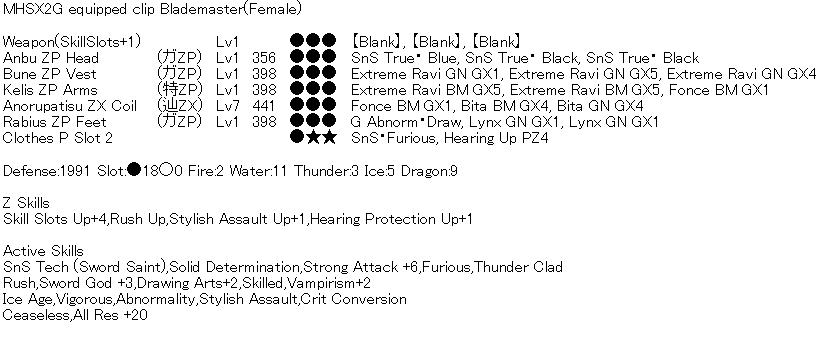 MHSX2G equipped clip Blademaster(Female)
Weapon(SkillSlots+1) Lv1 ●●● 【Blank】, 【Blank】, 【Blank】
Anbu ZP Head (ガZP) Lv1 356 ●●● SnS True・Blue, SnS True・Black, SnS True・Black
Bune ZP Vest (ガZP) Lv1 398 ●●● Extreme Ravi GN GX1, Extreme Ravi GN GX5, Extreme Ravi GN GX4
Kelis ZP Arms (特ZP) Lv1 398 ●●● Extreme Ravi BM GX5, Extreme Ravi BM GX5, Fonce BM GX1
Anorupatisu ZX Coil (辿ZX) Lv7 441 ●●● Fonce BM GX1, Bita BM GX4, Bita GN GX4
Rabius ZP Feet (ガZP) Lv1 398 ●●● G Abnorm・Draw, Lynx GN GX1, Lynx GN GX1
Clothes P Slot 2 ●★★ SnS・Furious, Hearing Up PZ4
Defense:1991 Slot:●18○0 Fire:2 Water:11 Thunder:3 Ice:5 Dragon:9
Z Skills
Skill Slots Up+4,Rush Up,Stylish Assault Up+1,Hearing Protection Up+1
Active Skills
SnS Tech (Sword Saint),Solid Determination,Strong Attack +6,Furious,Thunder Clad
Rush,Sword God +3,Drawing Arts+2,Skilled,Vampirism+2
Ice Age,Vigorous,Abnormality,Stylish Assault,Crit Conversion
Ceaseless,All Res +20